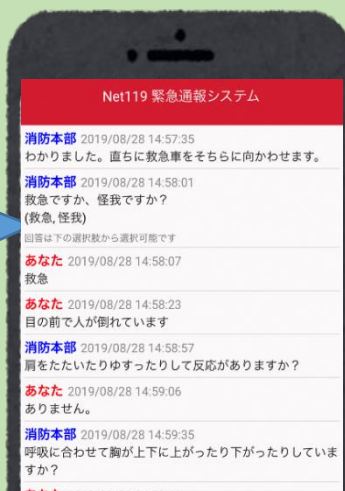 Net119 緊急通報システム
消防本部 2019/08/28 14:57:35
わかりました。直ちに救急車をそちらに向かわせます。
消防本部 2019/08/28 14:58:01
救急ですか、怪我ですか？
(救急, 怪我)
回答は下の選択肢から選択可能です
あなた 2019/08/28 14:58:07
救急
あなた 2019/08/28 14:58:23
目の前で人が倒れています
消防本部 2019/08/28 14:58:57
肩をたたいたりゆすったりして反応がありますか？
あなた 2019/08/28 14:59:06
ありません。
消防本部 2019/08/28 14:59:35
呼吸に合わせて胸が上下に上がったり下がったりしていま
すか？